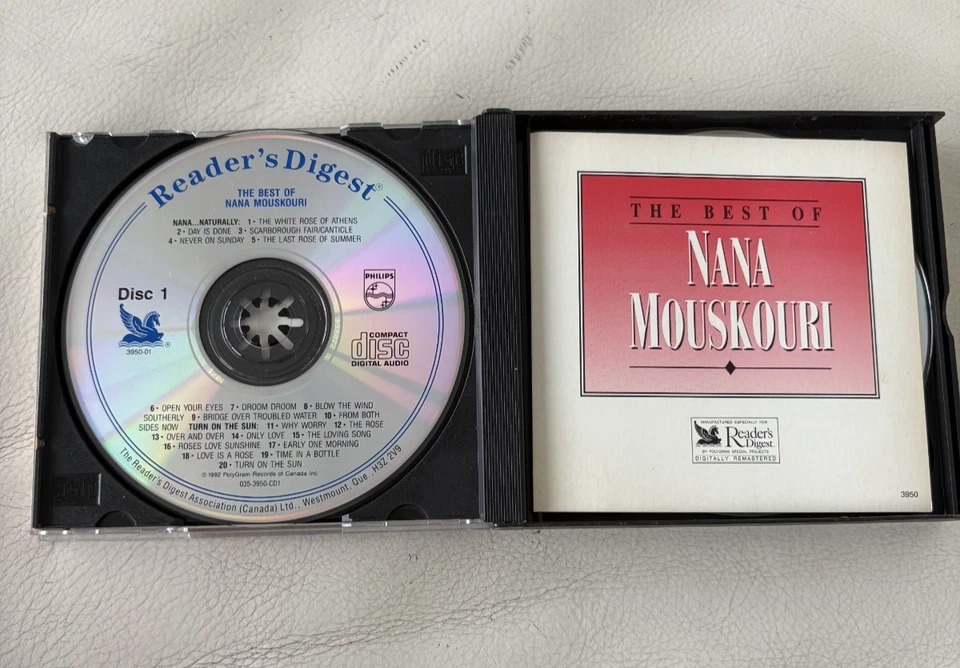 Reader's Digest®
THE BEST OF
NANA MOUSKOURI
NANA...NATURALLY: 1 • THE WHITE ROSE OF ATHENS
2 • DAY IS DONE 3 • SCARBOROUGH FAIR/CANTICLE
4 • NEVER ON SUNDAY 5 • THE LAST ROSE OF SUMMER
Disc 1
®
3950-01
PHILIPS
COMPACT
disc
DIGITAL AUDIO
6 • OPEN YOUR EYES 7 • DROOM DROOM 8 • BLOW THE WIND
SOUTHERLY 9 • BRIDGE OVER TROUBLED WATER 10 • FROM BOTH
SIDES NOW TURN ON THE SUN: 11 • WHY WORRY 12 • THE ROSE
13 • OVER AND OVER 14 • ONLY LOVE 15 • THE LOVING SONG
16 • ROSES LOVE SUNSHINE 17 • EARLY ONE MORNING
18 • LOVE IS A ROSE 19 • TIME IN A BOTTLE
20 • TURN ON THE SUN
© 1992 PolyGram Records of Canada Inc
035-3950-CD1
The Reader's Digest Association (Canada) Ltd., Westmount, Que., H3Z 2V9
THE BEST OF
NANA
MOUSKOURI
MANUFACTURED ESPECIALLY FOR
Reader's
Digest
BY POLYGRAM SPECIAL PROJECTS
DIGITALLY REMASTERED
3950